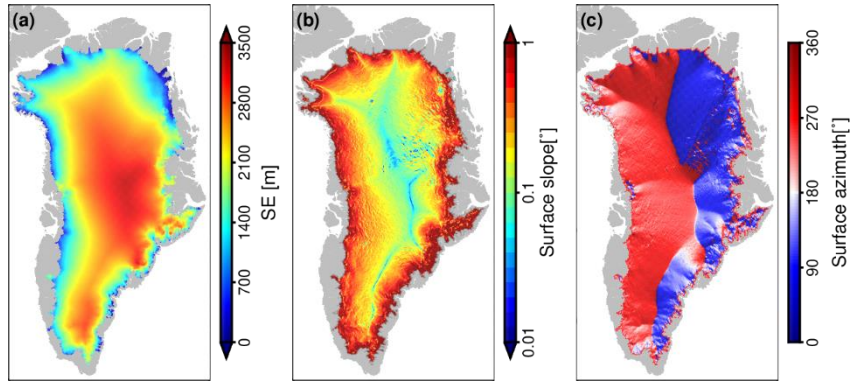 (a)
3500
2800
2100
1400
700
0
SE [m]
(b)
1
0.1
0.01
Surface slope[°]
(c)
360
270
180
90
0
Surface azimuth[°]